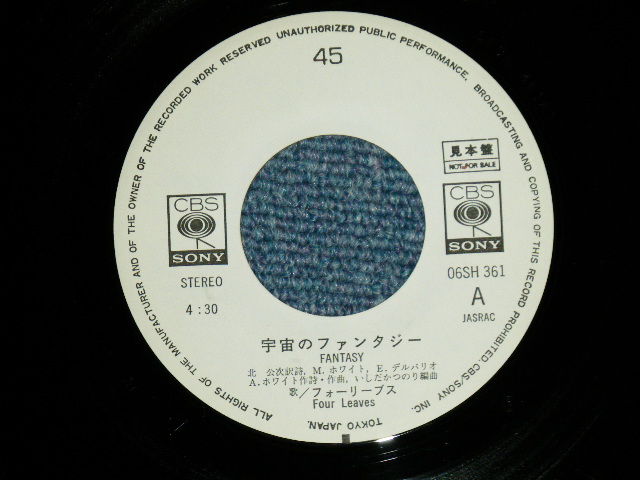 ALL RIGHTS OF THE MANUFACTURER AND OF THE OWNER OF THE RECORDED WORK RESERVED UNAUTHORIZED PUBLIC PERFORMANCE, BROADCASTING AND COPYING OF THIS RECORD PROHIBITED. CBS/SONY INC. TOKYO JAPAN.
45
見本盤
NOT FOR SALE
CBS
SONY
CBS
SONY
STEREO
4:30
06SH 361
A
JASRAC
宇宙のファンタジー
FANTASY
北 公次訳詩、M. ホワイト、E. デルバリオ
A. ホワイト作詩・作曲、いしだかつのり編曲
歌/フォーリーブス
Four Leaves